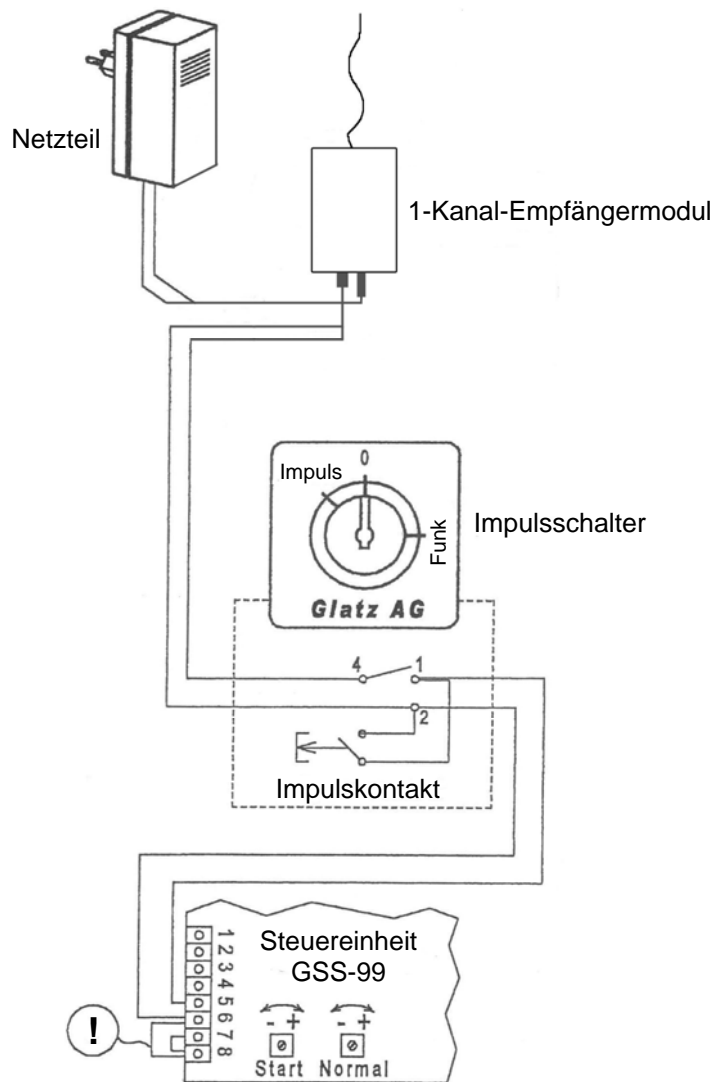 Netzteil
1-Kanal-Empfängermodul
0
Impuls
Funk
Impulsschalter
Glatz AG
4 1
2
Impulskontakt
Steuereinheit
GSS-99
1
2
3
4
5
6
7
8
!
- + - +
Start Normal